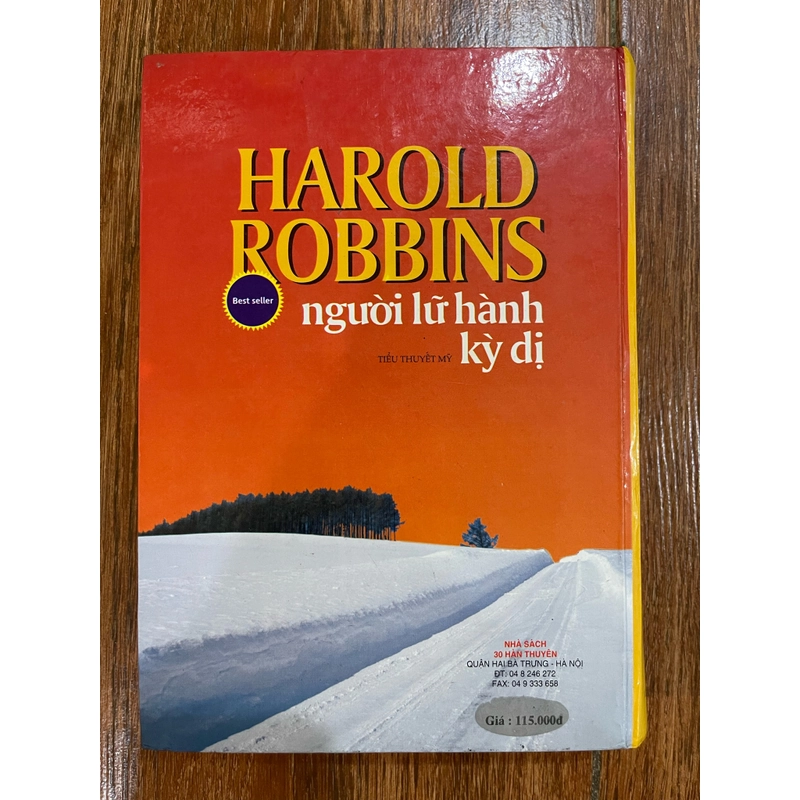 HAROLD
ROBBINS
Best seller
người lữ hành
kỳ dị
TIỂU THUYẾT MỸ
NHÀ SÁCH
30 HÀN THUYÊN
QUẬN HAI BÀ TRƯNG - HÀ NỘI
ĐT: 04 8 246 272
FAX: 04 9 333 658
Giá : 115.000đ